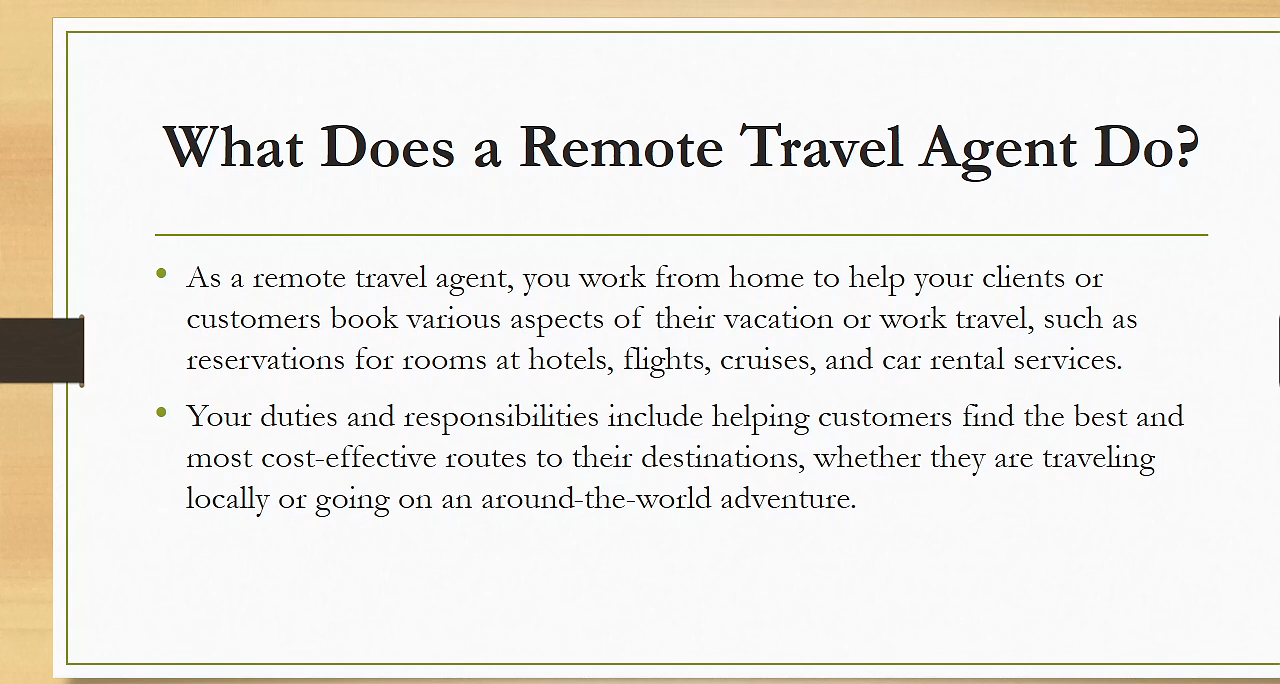 What Does a Remote Travel Agent Do?
• As a remote travel agent, you work from home to help your clients or
customers book various aspects of their vacation or work travel, such as
reservations for rooms at hotels, flights, cruises, and car rental services.
• Your duties and responsibilities include helping customers find the best and
most cost-effective routes to their destinations, whether they are traveling
locally or going on an around-the-world adventure.